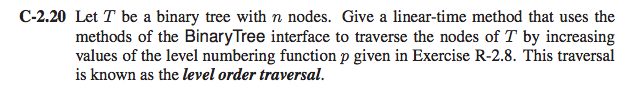 C-2.20 Let T be a binary tree with n nodes. Give a linear-time method that uses the
methods of the BinaryTree interface to traverse the nodes of T by increasing
values of the level numbering function p given in Exercise R-2.8. This traversal
is known as the level order traversal.